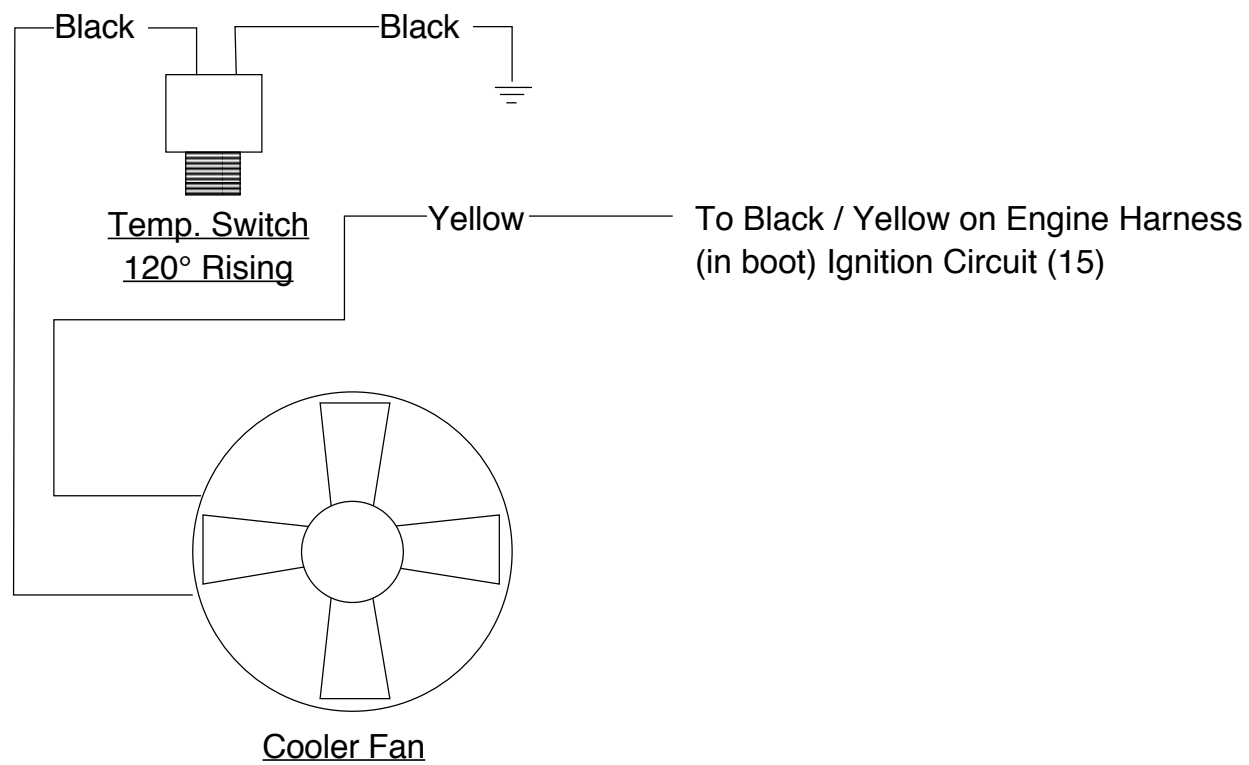 Black
Black
Temp. Switch
120° Rising
Yellow
To Black / Yellow on Engine Harness
(in boot) Ignition Circuit (15)
Cooler Fan